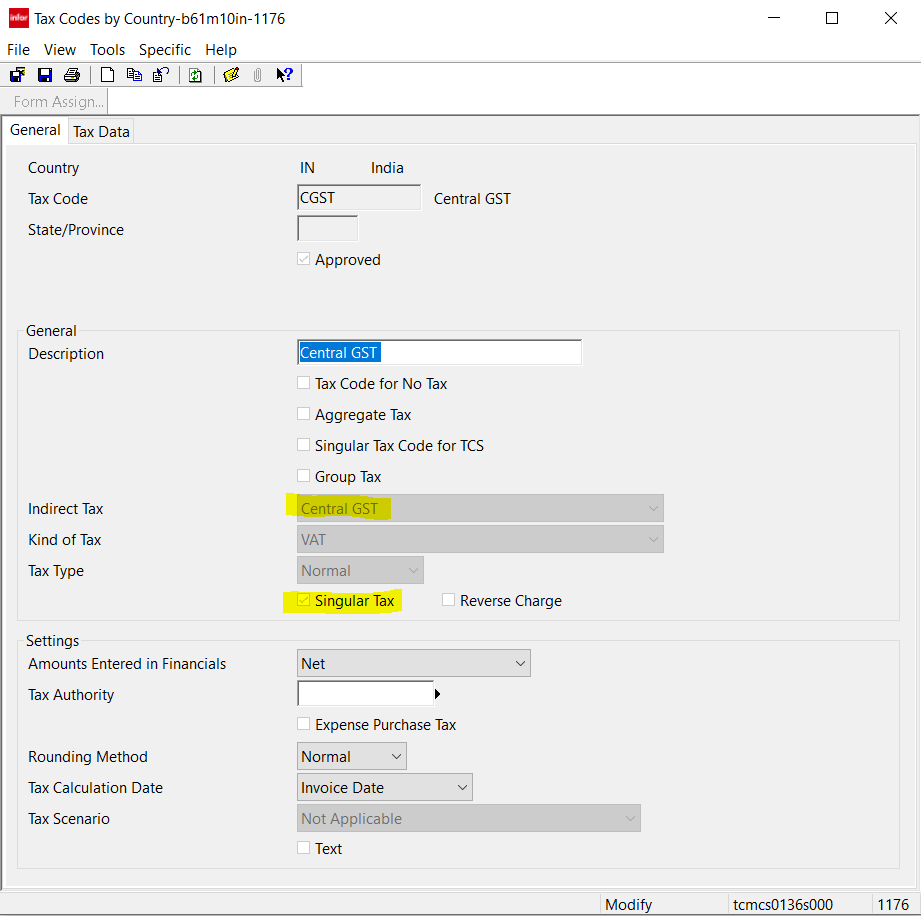 infor Tax Codes by Country-b61m10in-1176
File View Tools Specific Help
Form Assign...
General Tax Data
Country IN India
Tax Code CGST Central GST
State/Province
Approved
General
Description Central GST
Tax Code for No Tax
Aggregate Tax
Singular Tax Code for TCS
Group Tax
Indirect Tax Central GST
Kind of Tax VAT
Tax Type Normal
Singular Tax Reverse Charge
Settings
Amounts Entered in Financials Net
Tax Authority
Expense Purchase Tax
Rounding Method Normal
Tax Calculation Date Invoice Date
Tax Scenario Not Applicable
Text
Modify tcmcs0136s000 1176